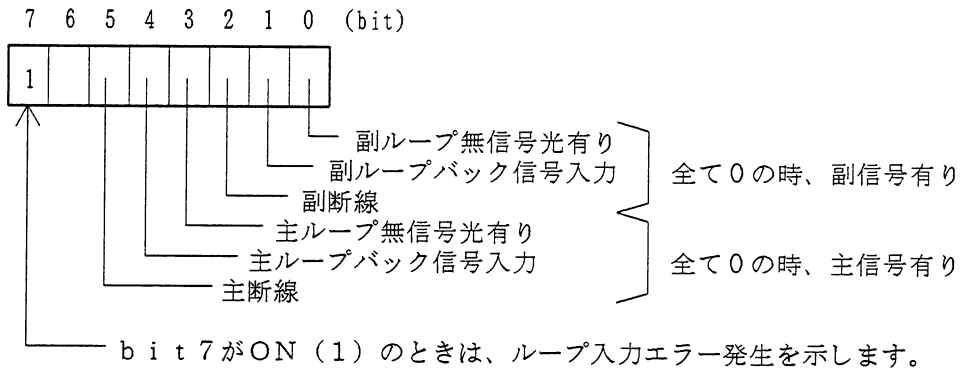 7 6 5 4 3 2 1 0 (bit)
1
副ループ無信号光有り
副ループバック信号入力
全て0の時、副信号有り
副断線
主ループ無信号光有り
主ループバック信号入力
全て0の時、主信号有り
主断線
bit7がON(1)のときは、ループ入力エラー発生を示します。